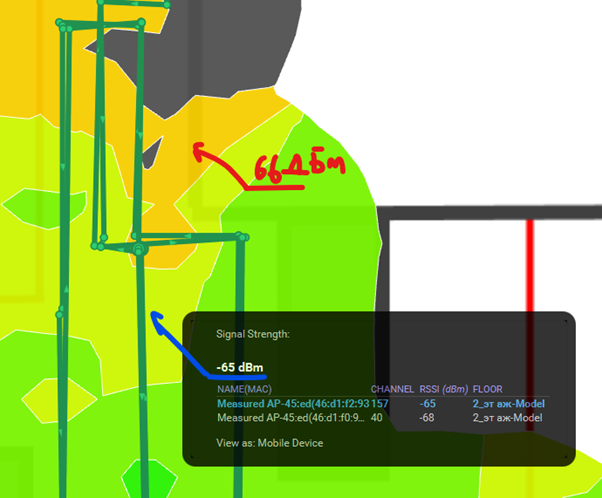 66дБм
Signal Strength:
-65 dBm
NAME(MAC) CHANNEL RSSI (dBm) FLOOR
Measured AP-45:ed(46:d1:f2:93 157 -65 2_эт аж-Model
Measured AP-45:ed(46:d1:f0:9... 40 -68 2_эт аж-Model
View as: Mobile Device